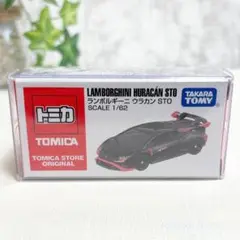 トミカ
TOMICA
TOMICA STORE
ORIGINAL
LAMBORGHINI HURACÁN STO
ランボルギーニ ウラカン STO
SCALE 1/62
TAKARA
TOMY